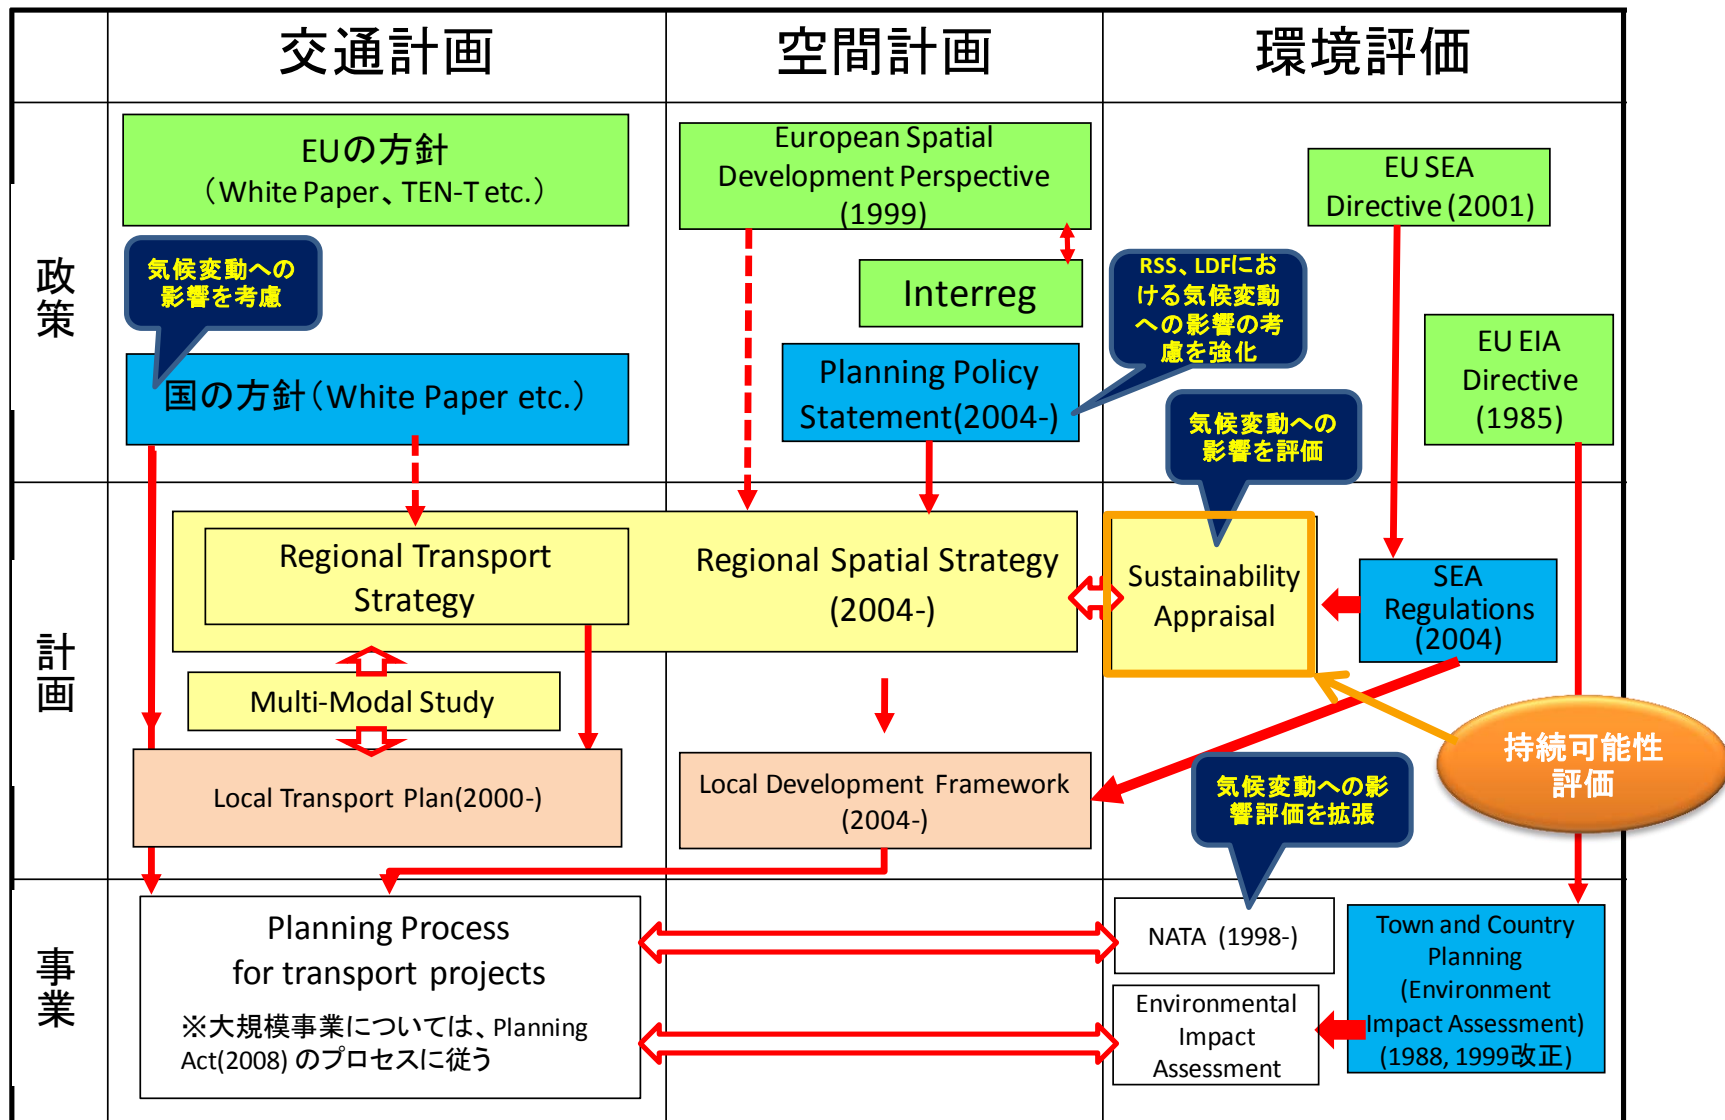 交通計画
空間計画
環境評価
政策
EUの方針
（White Paper、TEN-T etc.）
European Spatial
Development Perspective
(1999)
EU SEA
Directive (2001)
気候変動への
影響を考慮
Interreg
RSS、LDFにお
ける気候変動
への影響の考
慮を強化
EU EIA
Directive
(1985)
国の方針（White Paper etc.）
Planning Policy
Statement(2004-)
気候変動への
影響を評価
計画
Regional Transport
Strategy
Regional Spatial Strategy
(2004-)
Sustainability
Appraisal
SEA
Regulations
(2004)
Multi-Modal Study
持続可能性
評価
Local Transport Plan(2000-)
Local Development Framework
(2004-)
気候変動への影
響評価を拡張
事業
Planning Process
for transport projects
※大規模事業については、Planning
Act(2008) のプロセスに従う
NATA (1998-)
Environmental
Impact
Assessment
Town and Country
Planning
(Environment
Impact Assessment)
(1988, 1999改正)